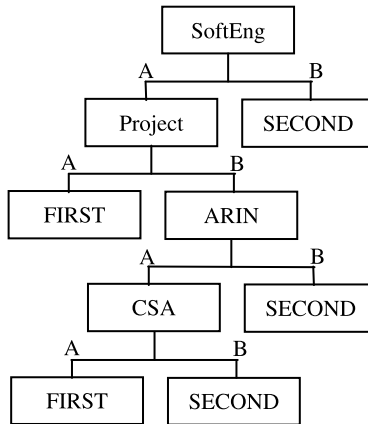 SoftEng
A B
Project SECOND
A B
FIRST ARIN
A B
CSA SECOND
A B
FIRST SECOND